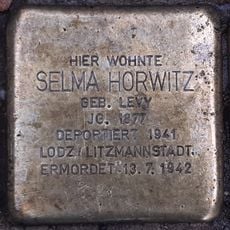 HIER WOHNTE
SELMA HORWITZ
GEB. LEVY
JG. 1877
DEPORTIERT 1941
LODZ / LITZMANNSTADT
ERMORDET 13.7.1942